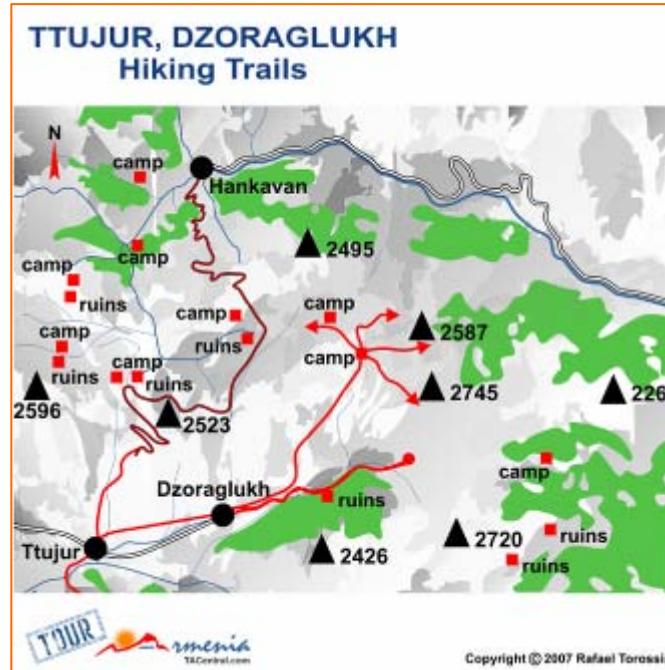 TTUJUR, DZORAGLUKH
Hiking Trails
N
camp
Hankavan
camp
2495
camp
ruins
camp
camp
2587
ruins
camp
camp
ruins
camp
ruins
2596
2523
2745
226
camp
Dzoraglukh
ruins
Ttujur
2426
2720
ruins
ruins
TOUR
Armenia
TACentral.com
Copyright © 2007 Rafael Torossi